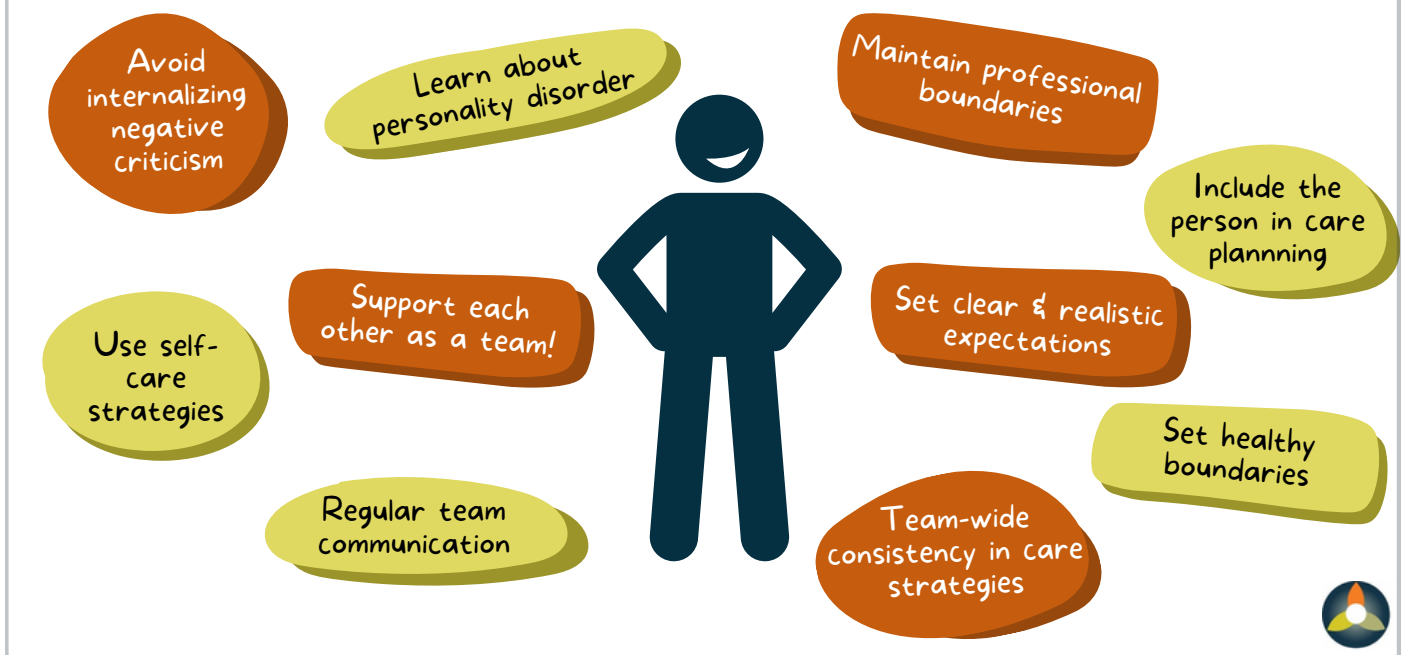 Avoid
internalizing
negative
criticism
Learn about
personality disorder
Maintain professional
boundaries
Include the
person in care
plannning
Support each
other as a team!
Set clear & realistic
expectations
Use self-
care
strategies
Set healthy
boundaries
Regular team
communication
Team-wide
consistency in care
strategies